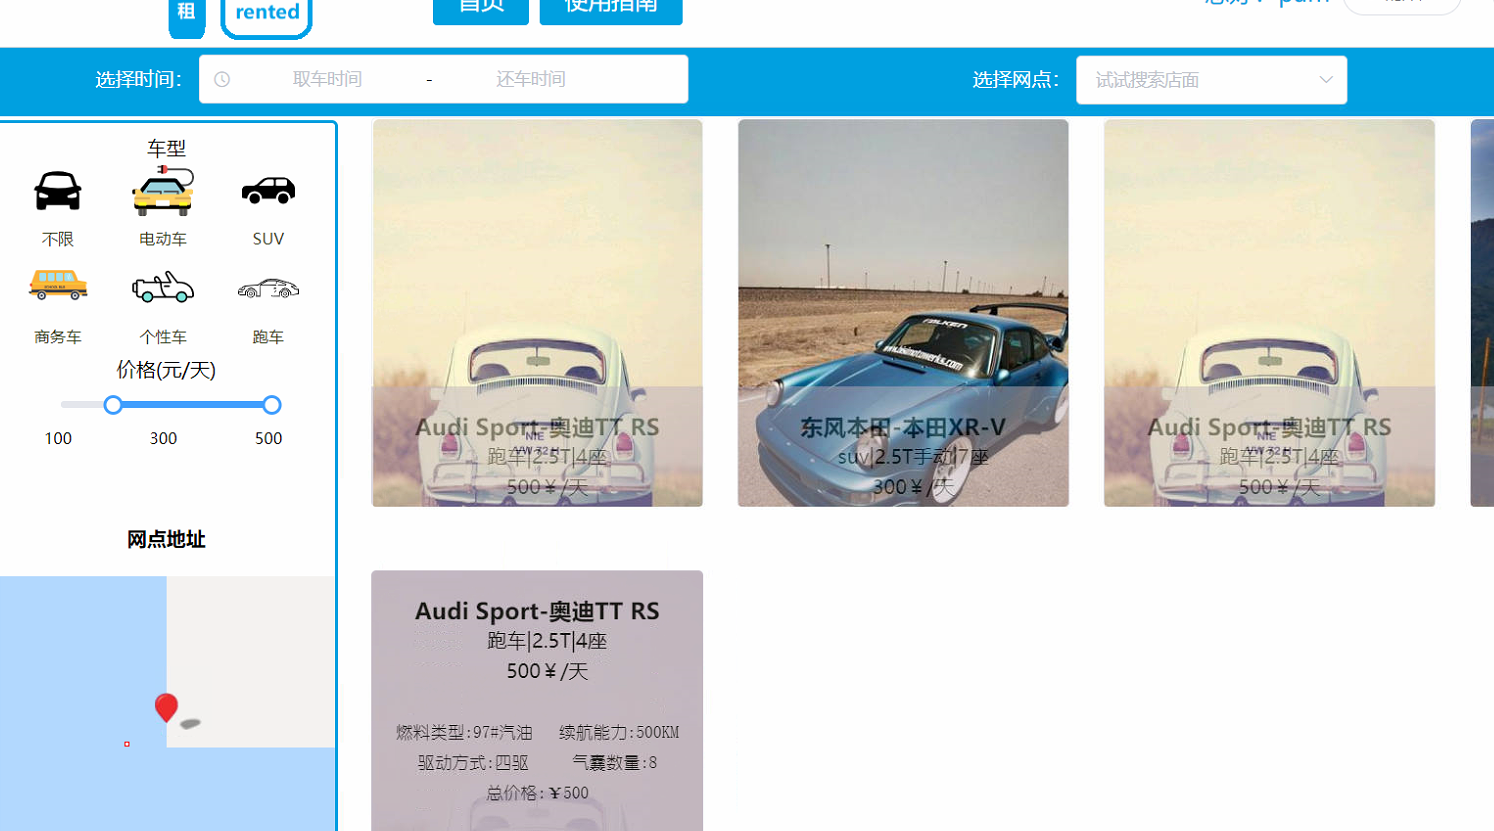 租
rented
首页
使用指南
选择时间：
取车时间
-
还车时间
选择网点：
试试搜索店面
车型
不限
电动车
SUV
商务车
个性车
跑车
价格(元/天)
100
300
500
网点地址
Audi Sport-奥迪TT RS
跑车|2.5T|4座
500￥/天
东风本田-本田XR-V
suv|2.5T手动|7座
300￥/天
Audi Sport-奥迪TT RS
跑车|2.5T|4座
500￥/天
Audi Sport-奥迪TT RS
跑车|2.5T|4座
500￥/天
燃料类型:97#汽油
续航能力:500KM
驱动方式:四驱
气囊数量:8
总价格:￥500